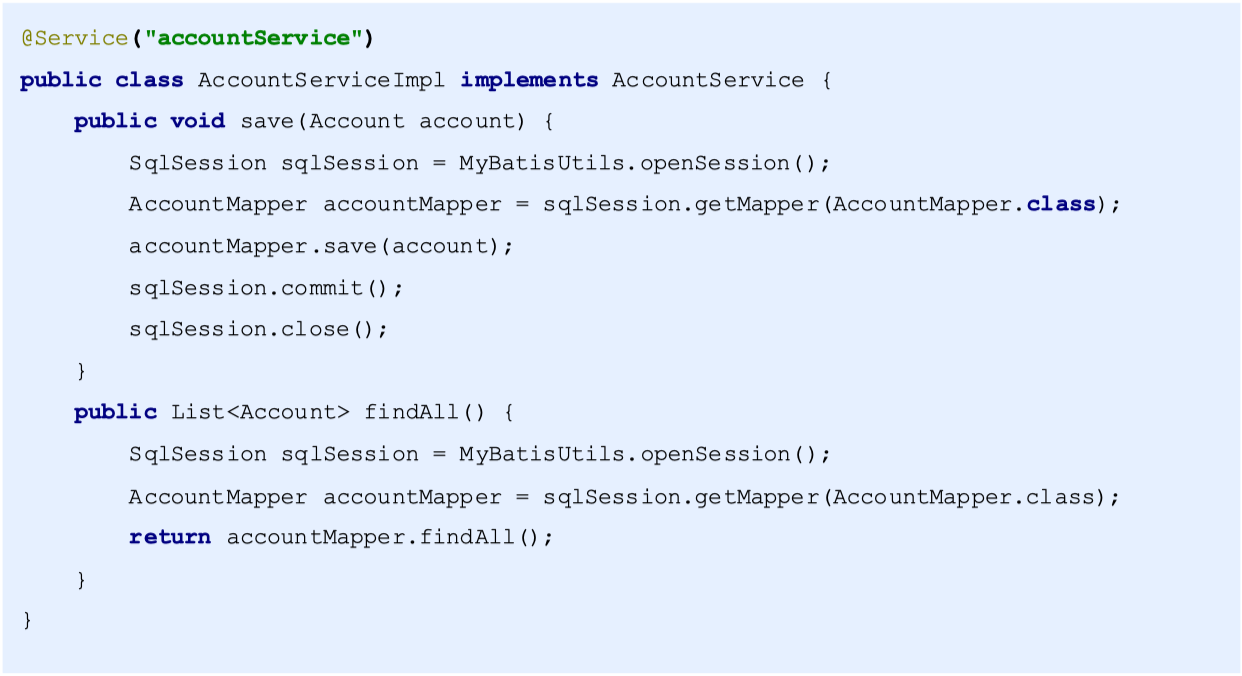 @Service("accountService")
public class AccountServiceImpl implements AccountService {
    public void save(Account account) {
        SqlSession sqlSession = MyBatisUtils.openSession();
        AccountMapper accountMapper = sqlSession.getMapper(AccountMapper.class);
        accountMapper.save(account);
        sqlSession.commit();
        sqlSession.close();
    }
    public List<Account> findAll() {
        SqlSession sqlSession = MyBatisUtils.openSession();
        AccountMapper accountMapper = sqlSession.getMapper(AccountMapper.class);
        return accountMapper.findAll();
    }
}